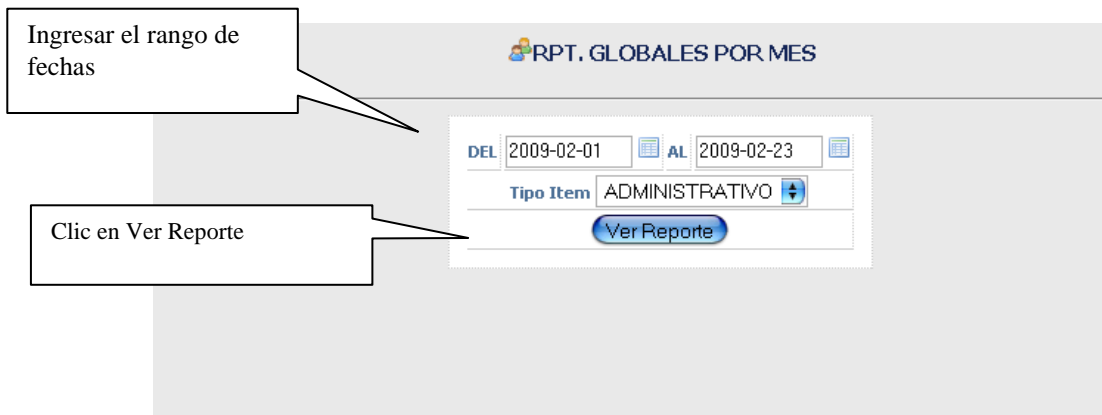 Ingresar el rango de
fechas
RPT. GLOBALES POR MES
DEL 2009-02-01 AL 2009-02-23
Tipo Item ADMINISTRATIVO
Clic en Ver Reporte
Ver Reporte